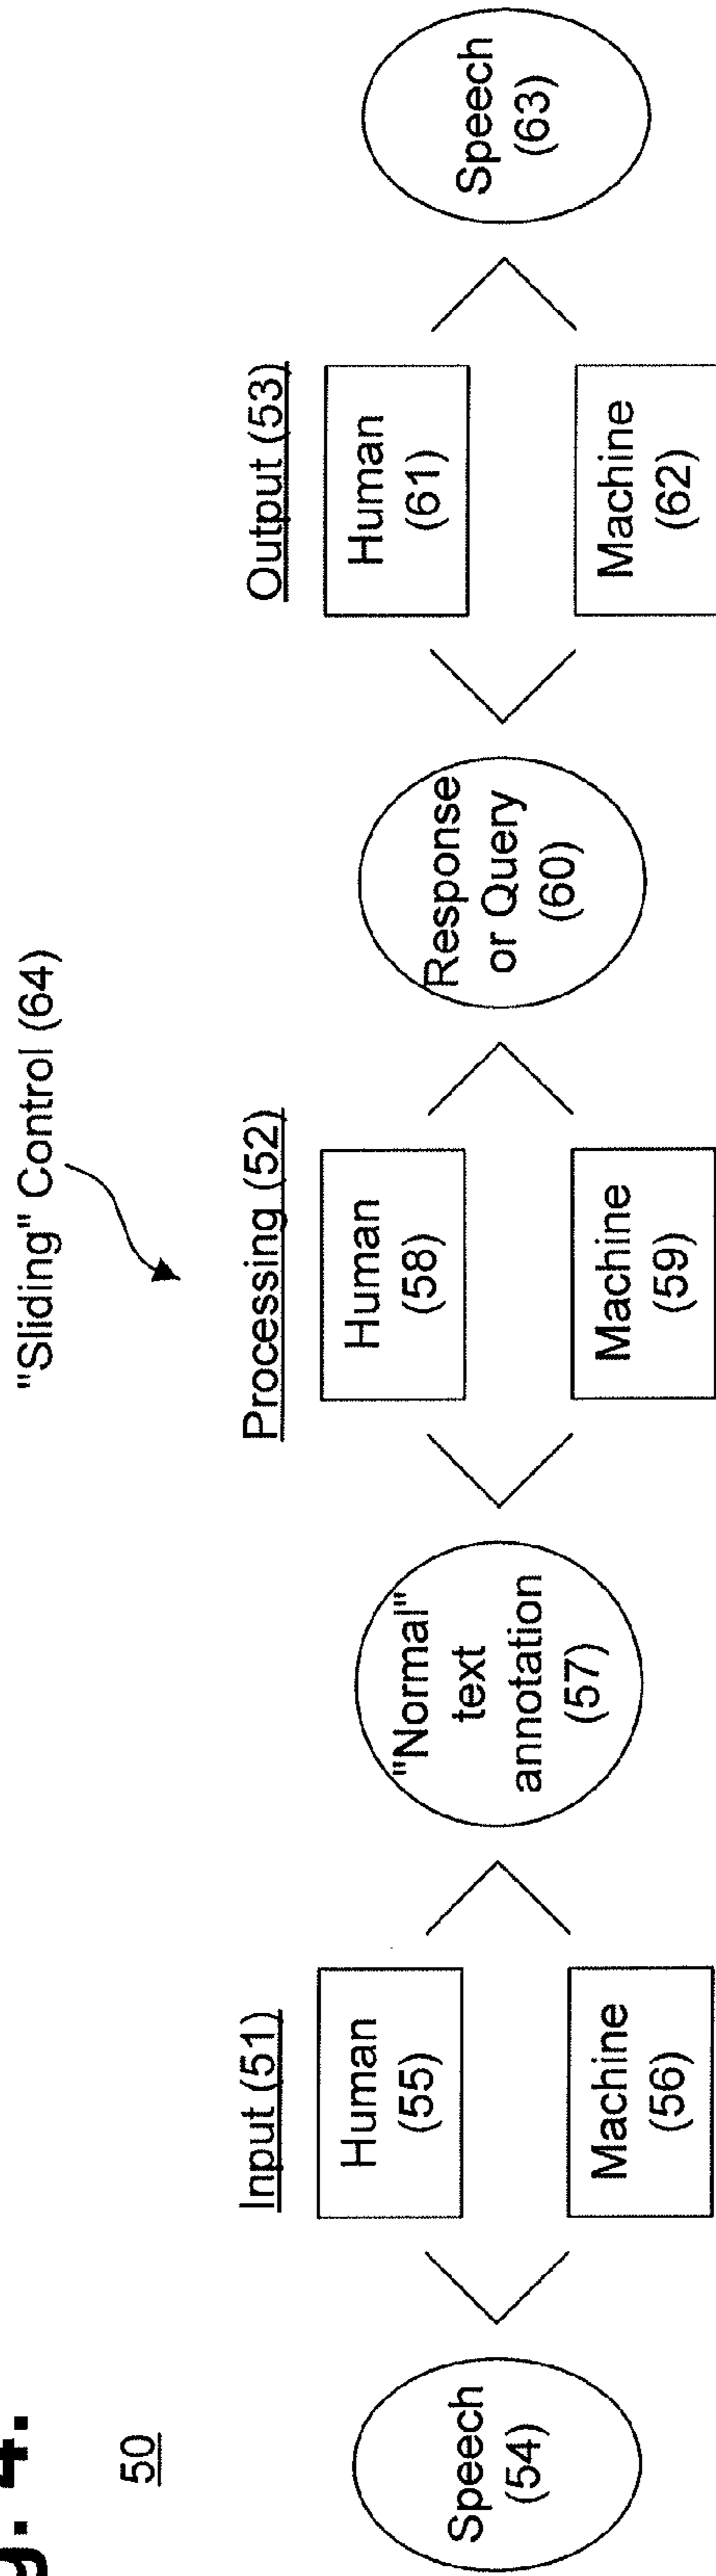 g. 4.
50
"Sliding" Control (64)
Input (51)
Processing (52)
Output (53)
Speech
(54)
Human
(55)
Machine
(56)
"Normal"
text
annotation
(57)
Human
(58)
Machine
(59)
Response
or Query
(60)
Human
(61)
Machine
(62)
Speech
(63)